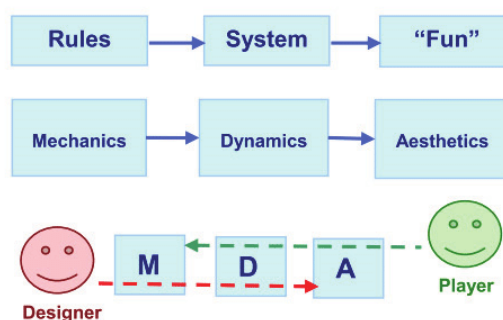 Rules
System
“Fun”
Mechanics
Dynamics
Aesthetics
M
D
A
Player
Designer